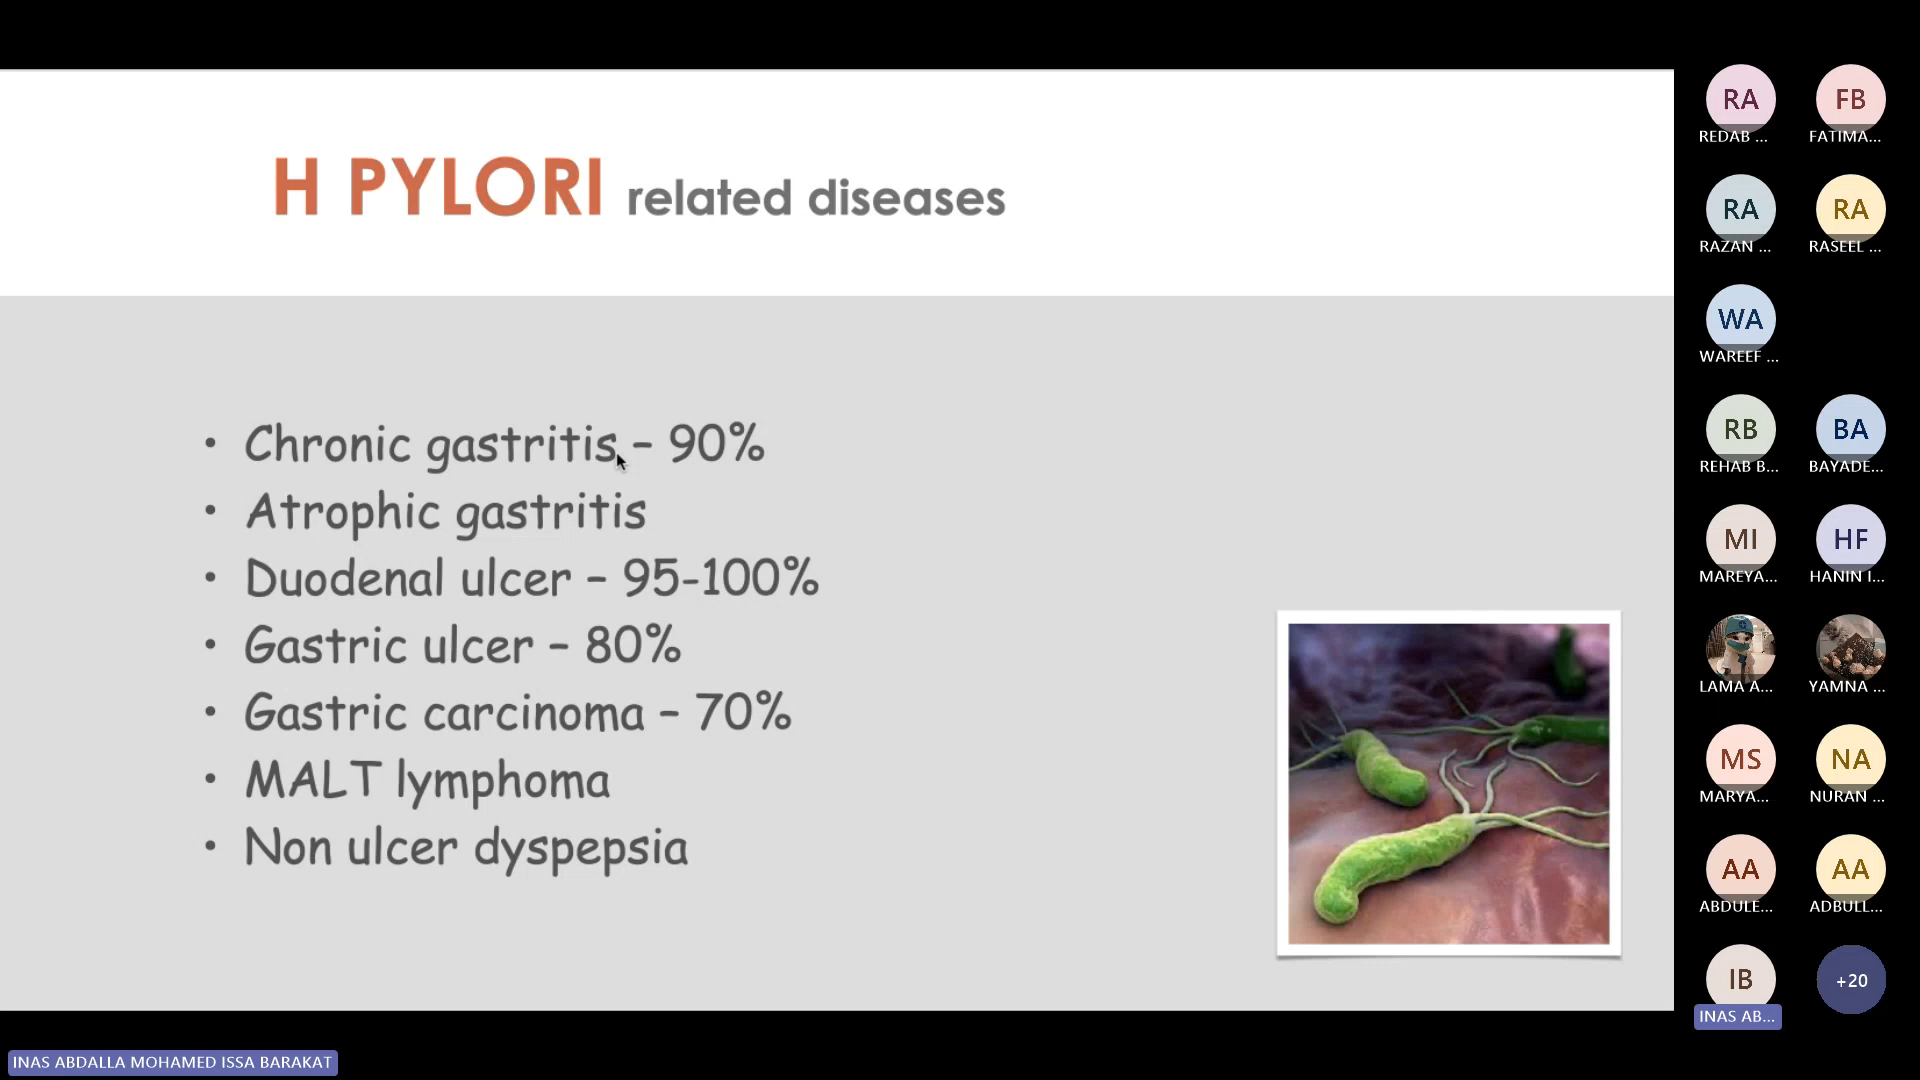 H PYLORI related diseases
• Chronic gastritis – 90%
• Atrophic gastritis
• Duodenal ulcer – 95-100%
• Gastric ulcer – 80%
• Gastric carcinoma – 70%
• MALT lymphoma
• Non ulcer dyspepsia
RA FB
REDAB ... FATIMA...
RA RA
RAZAN ... RASEEL ...
WA
WAREEF ...
RB BA
REHAB B... BAYADE...
MI HF
MAREYA... HANIN I...
LAMA A... YAMNA ...
MS NA
MARYA... NURAN ...
AA AA
ABDULE... ADBULL...
IB +20
INAS AB...
INAS ABDALLA MOHAMED ISSA BARAKAT